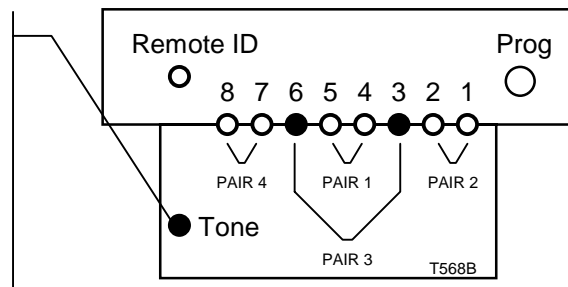 Remote ID Prog
8 7 6 5 4 3 2 1
PAIR 4 PAIR 1 PAIR 2
Tone
PAIR 3
T568B